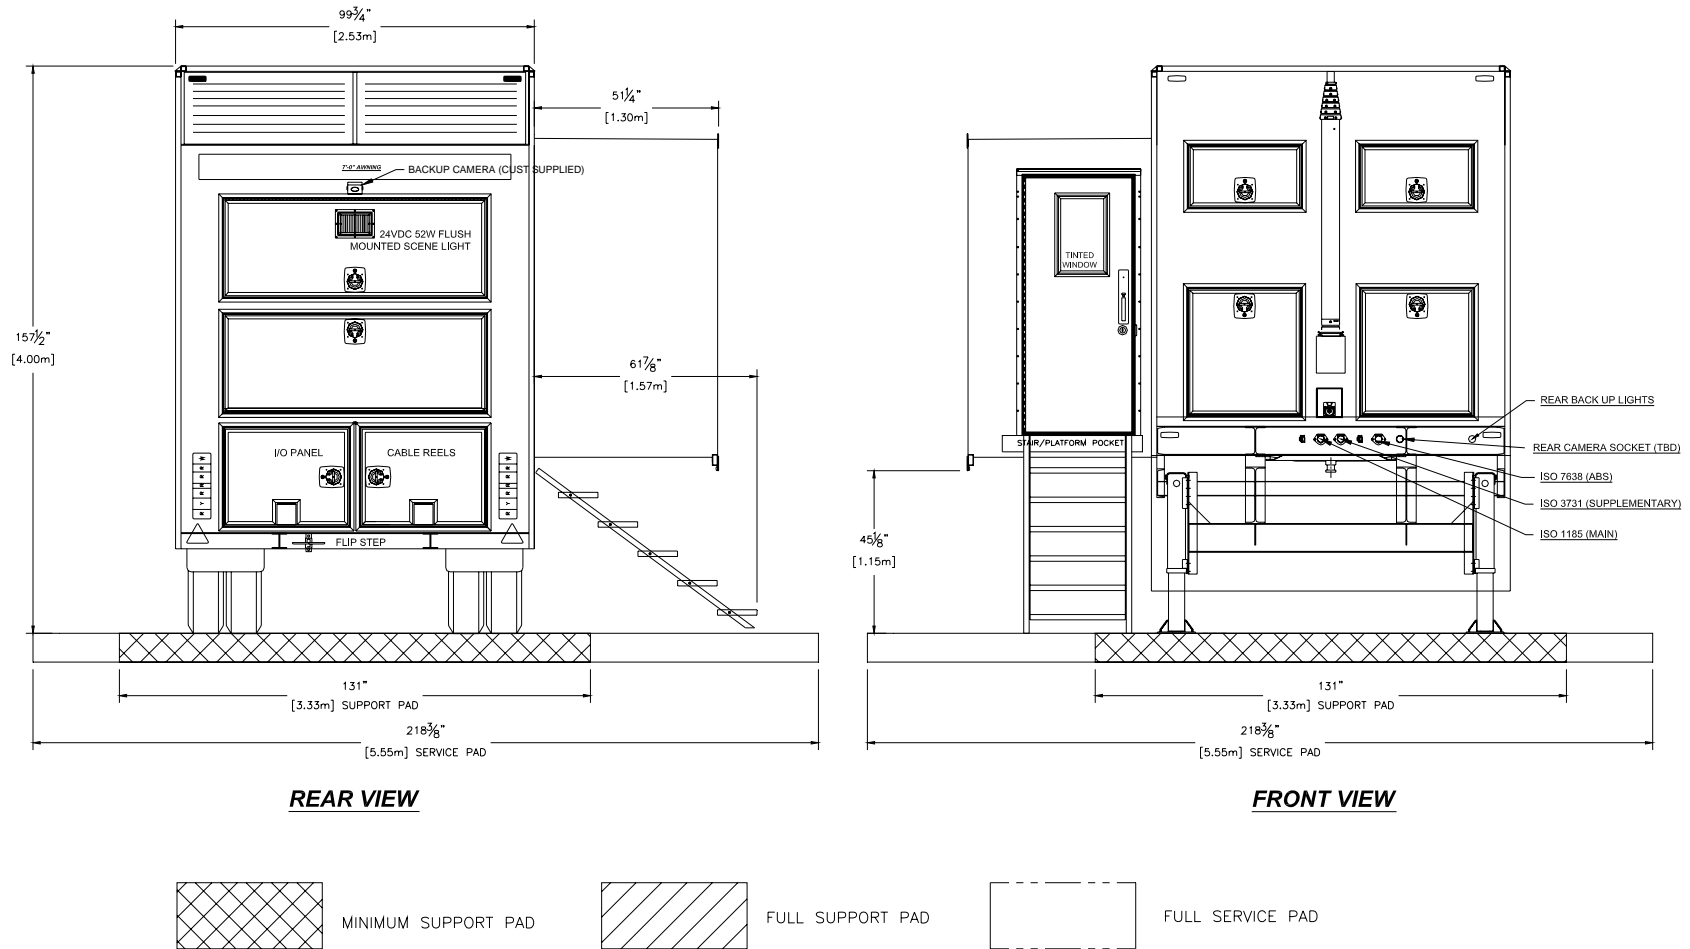 99¾"
[2.53m]
51¼"
[1.30m]
7'-0" AWNING
BACKUP CAMERA (CUST SUPPLIED)
24VDC 52W FLUSH
MOUNTED SCENE LIGHT
157½"
[4.00m]
61⅞"
[1.57m]
I/O PANEL
CABLE REELS
W
R
R
R
R
Y
R
W
R
R
R
R
Y
R
FLIP STEP
131"
[3.33m] SUPPORT PAD
218⅜"
[5.55m] SERVICE PAD
REAR VIEW
TINTED
WINDOW
STAIR/PLATFORM POCKET
45⅛"
[1.15m]
REAR BACK UP LIGHTS
REAR CAMERA SOCKET (TBD)
ISO 7638 (ABS)
ISO 3731 (SUPPLEMENTARY)
ISO 1185 (MAIN)
131"
[3.33m] SUPPORT PAD
218⅜"
[5.55m] SERVICE PAD
FRONT VIEW
MINIMUM SUPPORT PAD
FULL SUPPORT PAD
FULL SERVICE PAD